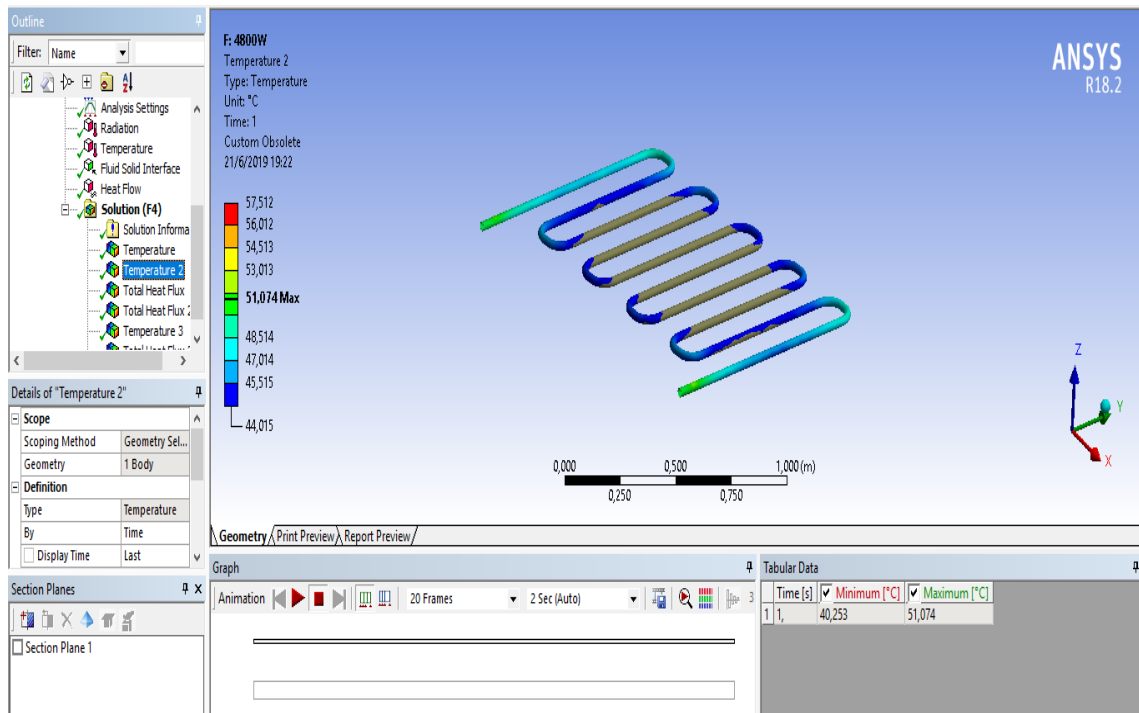 Outline
Filter: Name
Analysis Settings
Radiation
Temperature
Fluid Solid Interface
Heat Flow
Solution (F4)
Solution Informa
Temperature
Temperature 2
Total Heat Flux
Total Heat Flux 2
Temperature 3
Details of "Temperature 2"
Scope
Scoping Method Geometry Sel...
Geometry 1 Body
Definition
Type Temperature
By Time
Display Time Last
Section Planes
Section Plane 1
F: 4800W
Temperature 2
Type: Temperature
Unit: °C
Time: 1
Custom Obsolete
21/6/2019 19:22
57,512
56,012
54,513
53,013
51,074 Max
48,514
47,014
45,515
44,015
ANSYS
R18.2
Z
Y
X
0,000 0,500 1,000 (m)
0,250 0,750
Geometry Print Preview Report Preview
Graph
Animation 20 Frames 2 Sec (Auto) 3
Tabular Data
Time [s] Minimum [°C] Maximum [°C]
1 1, 40,253 51,074